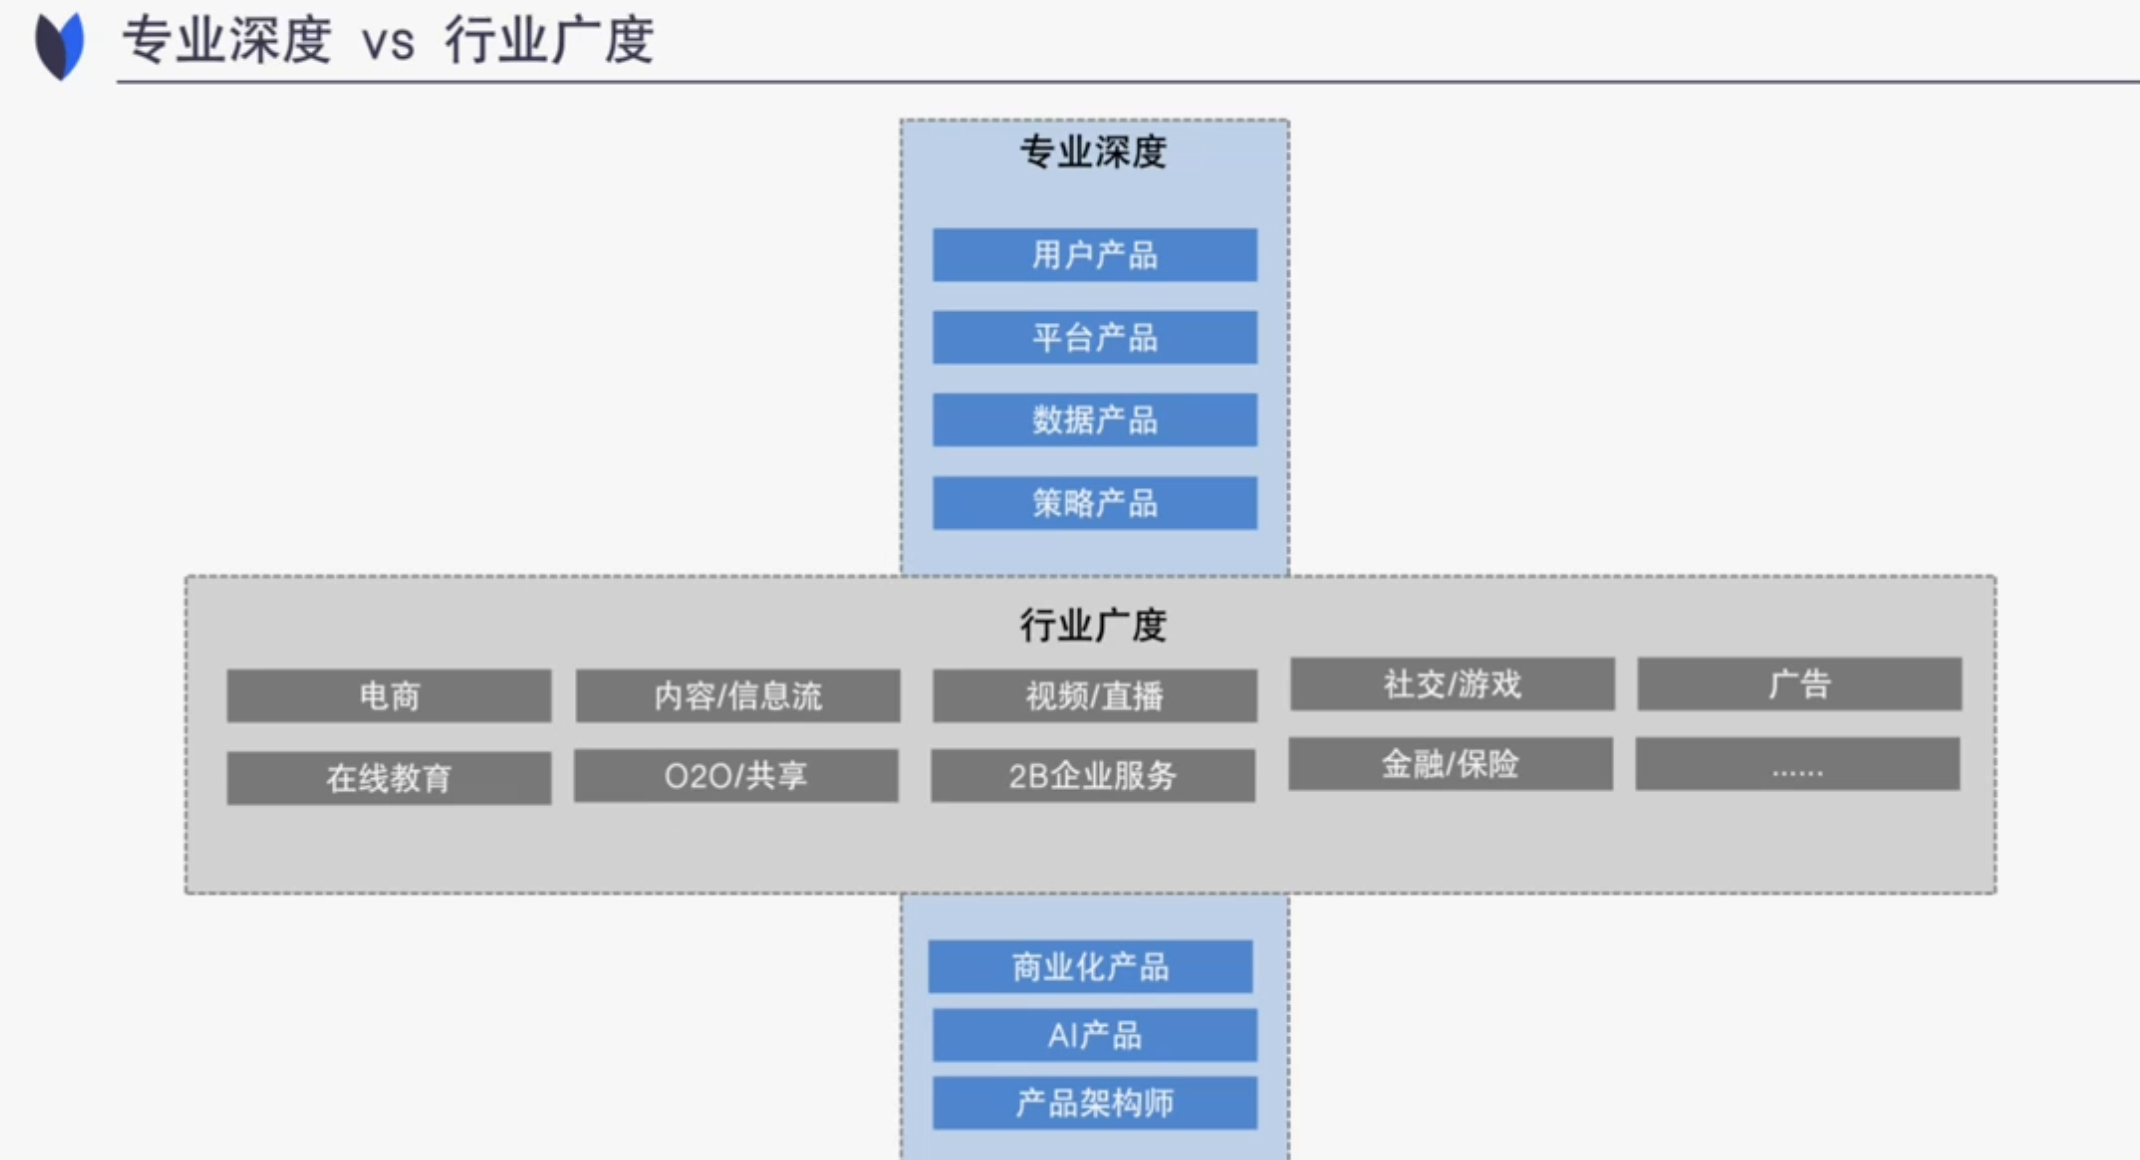 专业深度 vs 行业广度
专业深度
用户产品
平台产品
数据产品
策略产品
行业广度
电商
内容/信息流
视频/直播
社交/游戏
广告
在线教育
O2O/共享
2B企业服务
金融/保险
......
商业化产品
AI产品
产品架构师